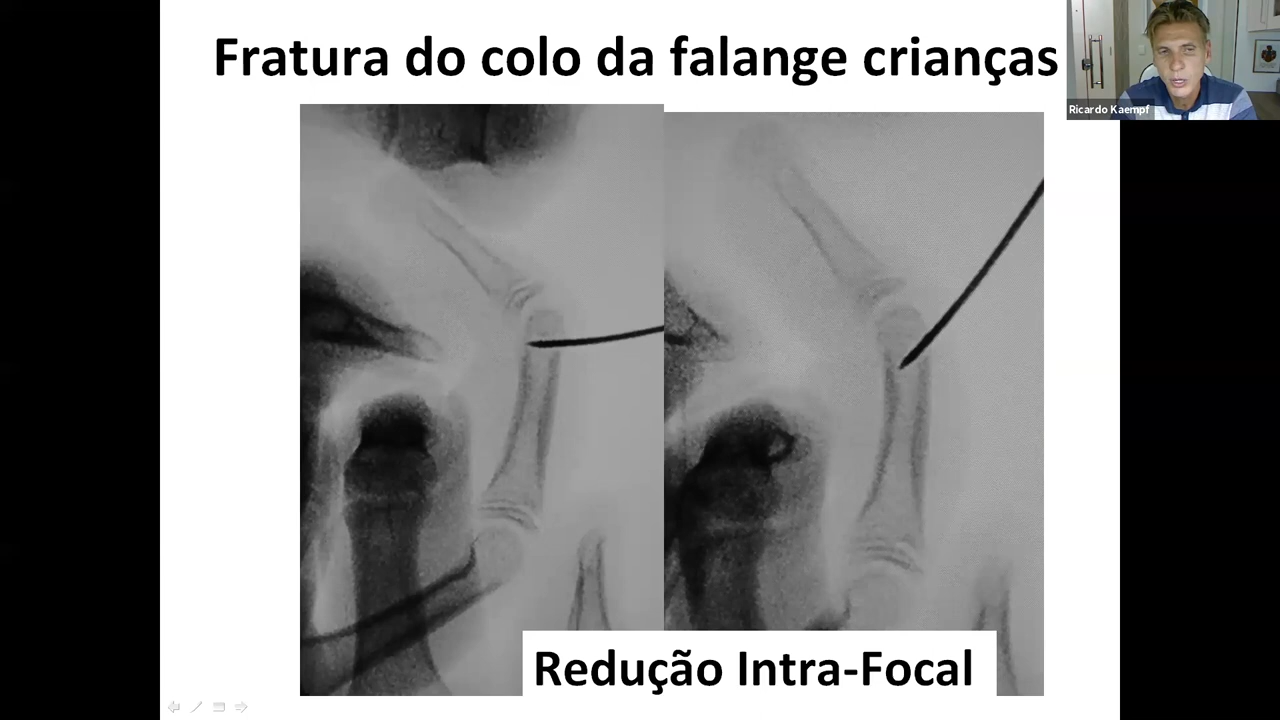 Fratura do colo da falange crianças
Ricardo Kaempf
Redução Intra-Focal